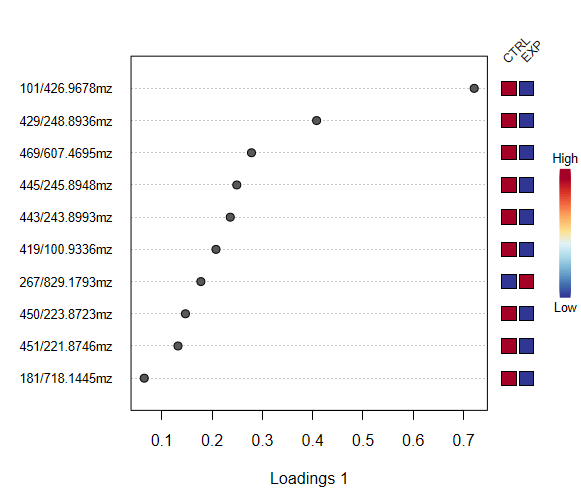 CTRL
EXP
101/426.9678mz
429/248.8936mz
469/607.4695mz
445/245.8948mz
443/243.8993mz
419/100.9336mz
267/829.1793mz
450/223.8723mz
451/221.8746mz
181/718.1445mz
High
Low
0.1 0.2 0.3 0.4 0.5 0.6 0.7
Loadings 1